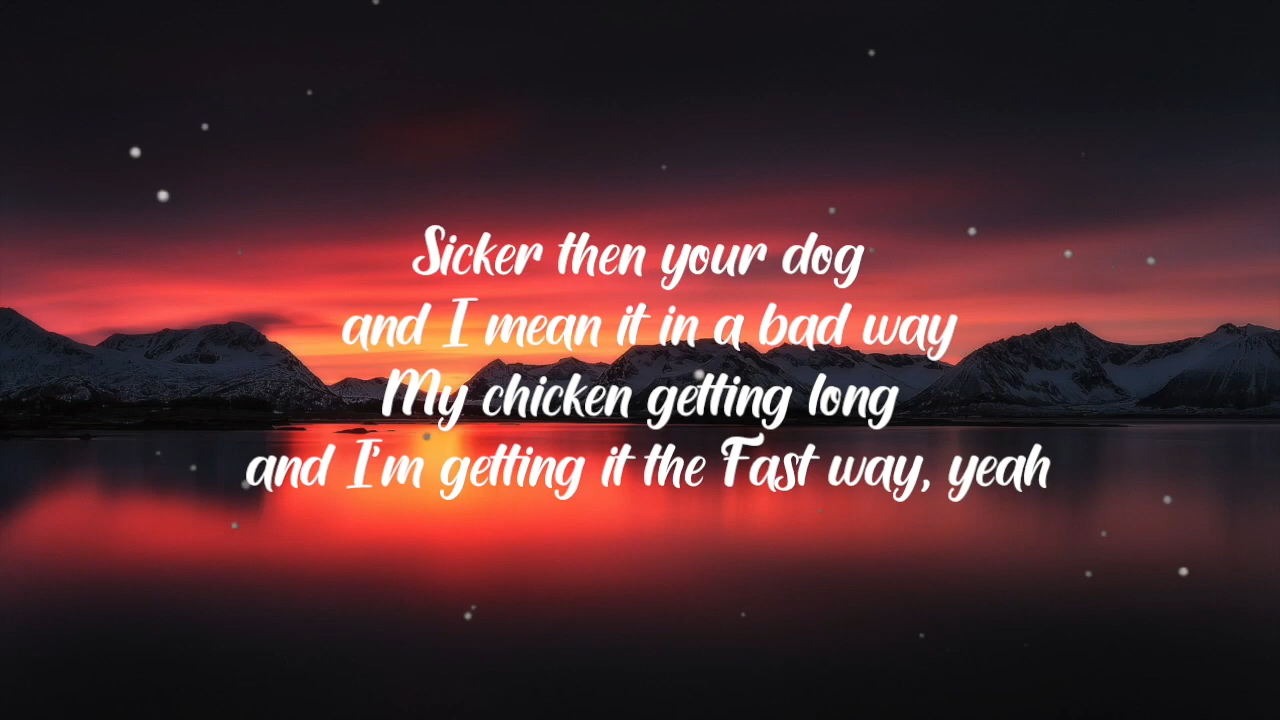 Sicker then your dog
and I mean it in a bad way
My chicken getting long
and I'm getting it the Fast way, yeah